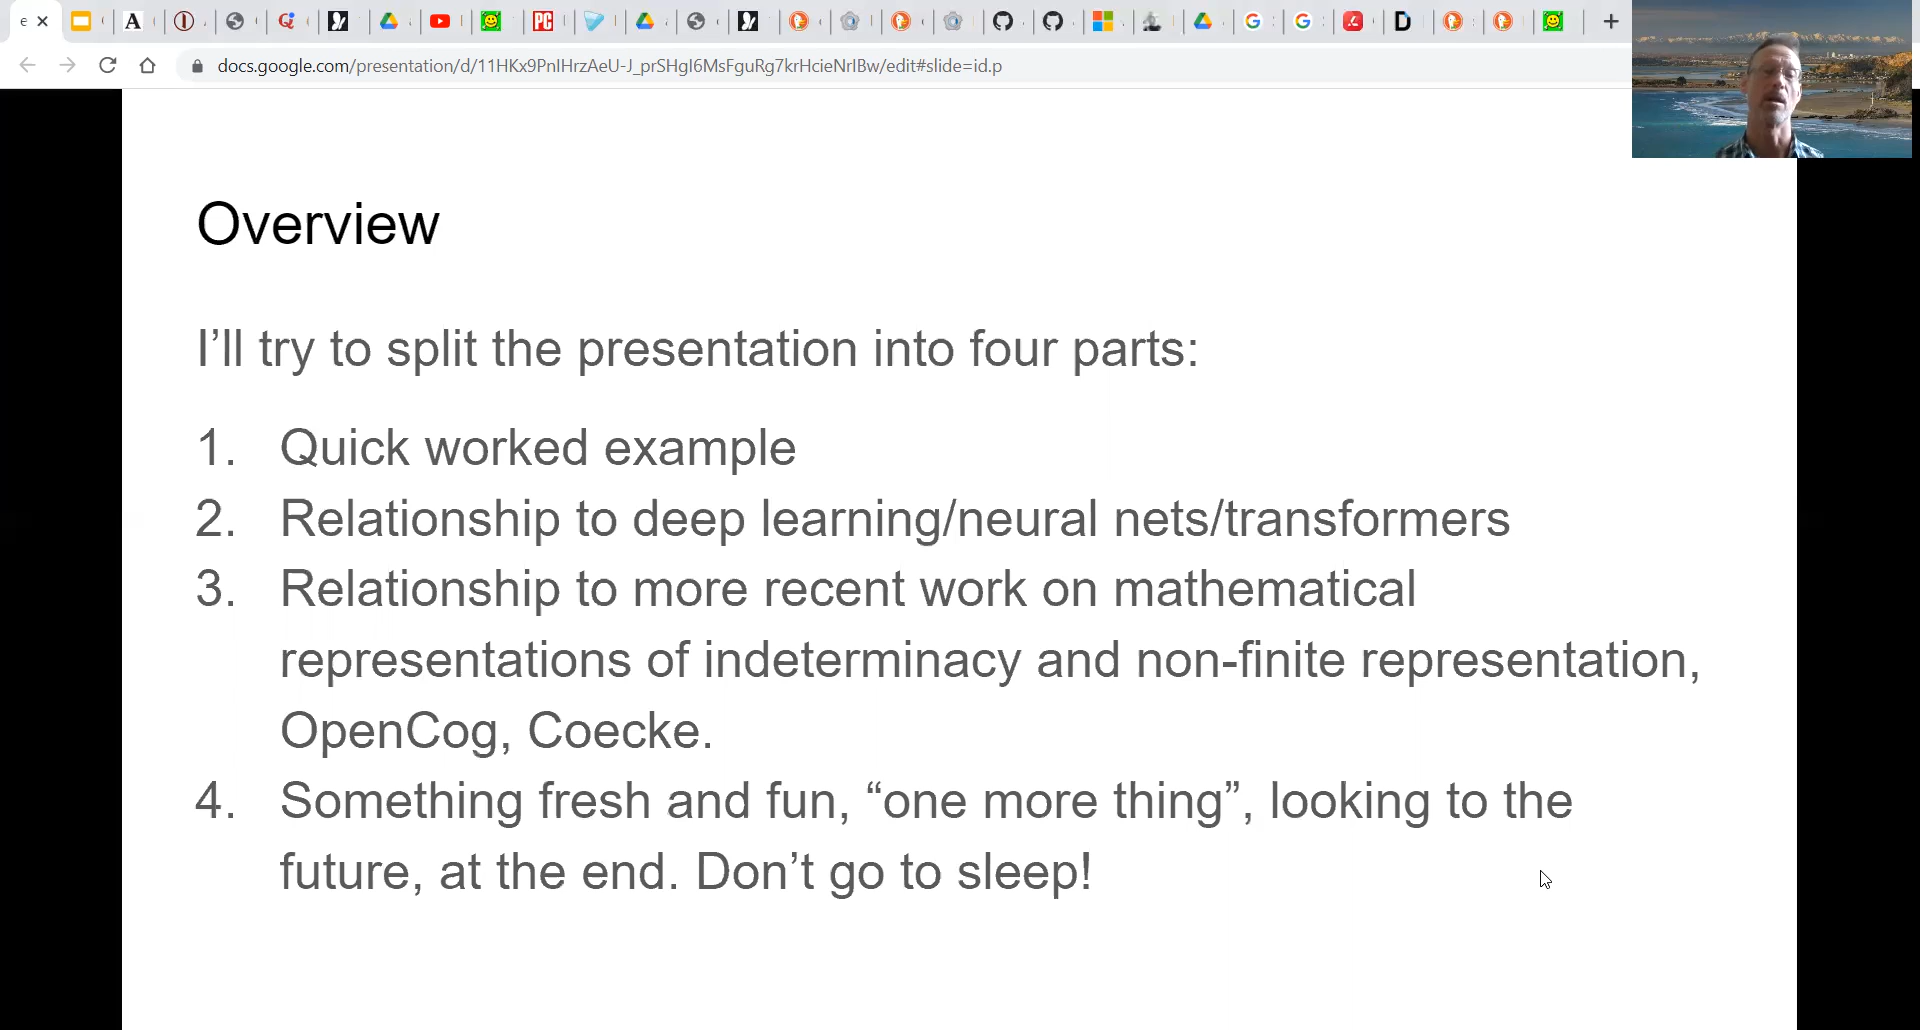 docs.google.com/presentation/d/11HKx9PnIHrzAeU-J_prSHgI6MsFguRg7krHcieNrIBw/edit#slide=id.p
Overview
I’ll try to split the presentation into four parts:
1. Quick worked example
2. Relationship to deep learning/neural nets/transformers
3. Relationship to more recent work on mathematical
representations of indeterminacy and non-finite representation,
OpenCog, Coecke.
4. Something fresh and fun, “one more thing”, looking to the
future, at the end. Don’t go to sleep!